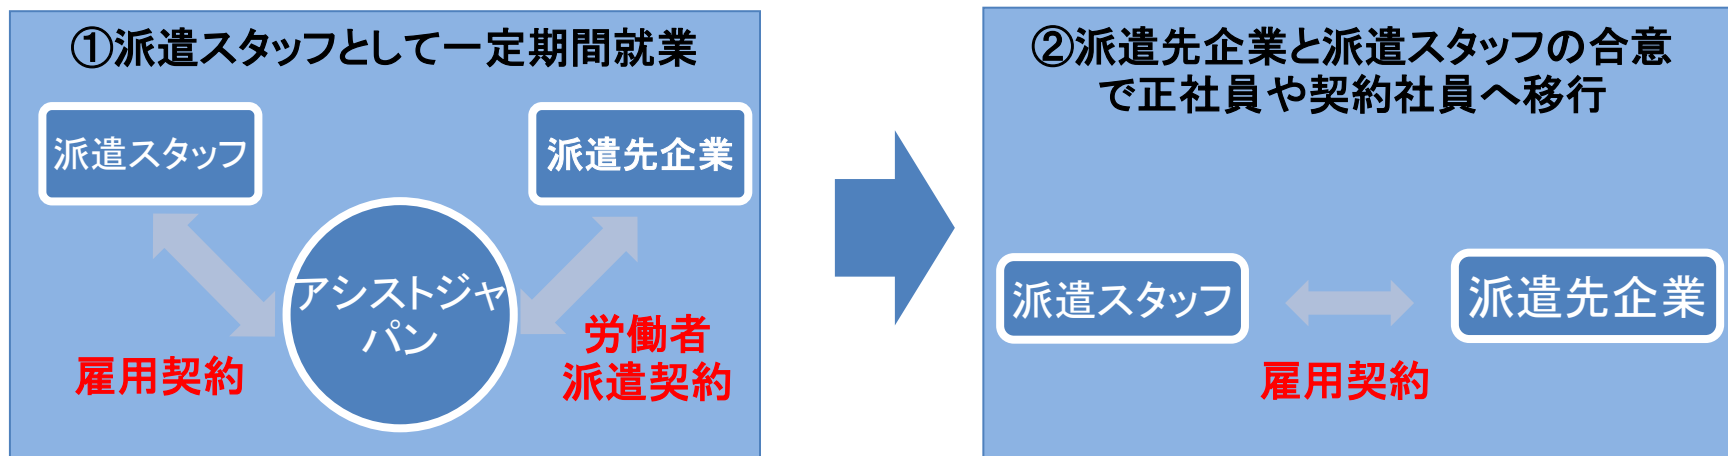 ①派遣スタッフとして一定期間就業
派遣スタッフ
派遣先企業
アシストジャ
パン
雇用契約
労働者
派遣契約
②派遣先企業と派遣スタッフの合意
で正社員や契約社員へ移行
派遣スタッフ
派遣先企業
雇用契約